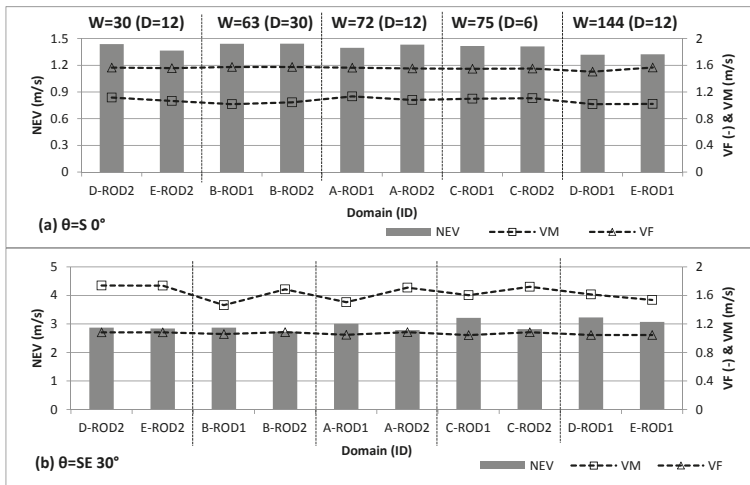 W=30 (D=12) W=63 (D=30) W=72 (D=12) W=75 (D=6) W=144 (D=12)
1.5 2
1.2 1.6
0.9 1.2
0.6 0.8
0.3 0.4
0 0
NEV (m/s)
VF (-) & VM (m/s)
D-ROD2 E-ROD2 B-ROD1 B-ROD2 A-ROD1 A-ROD2 C-ROD1 C-ROD2 D-ROD1 E-ROD1
Domain (ID)
(a) θ=S 0°
NEV VM VF
5 2
4 1.6
3 1.2
2 0.8
1 0.4
0 0
NEV (m/s)
VF (-) & VM (m/s)
D-ROD2 E-ROD2 B-ROD1 B-ROD2 A-ROD1 A-ROD2 C-ROD1 C-ROD2 D-ROD1 E-ROD1
Domain (ID)
(b) θ=SE 30°
NEV VM VF